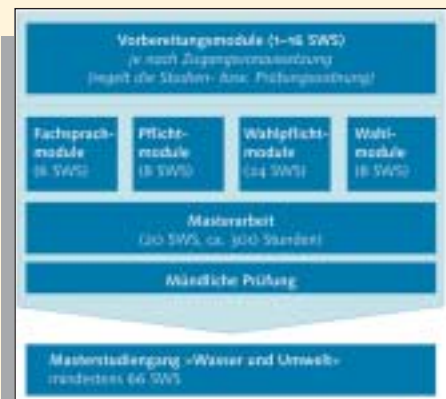 Vorbereitungsmodule (1–16 SWS)
je nach Zugangsvoraussetzung
(regelt die Studien- bzw. Prüfungsordnung)
Fachsprach-
module
(6 SWS)
Pflicht-
module
(8 SWS)
Wahlpflicht-
module
(24 SWS)
Wahl-
module
(8 SWS)
Masterarbeit
(20 SWS, ca. 300 Stunden)
Mündliche Prüfung
Masterstudiengang »Wasser und Umwelt«
mindestens 66 SWS